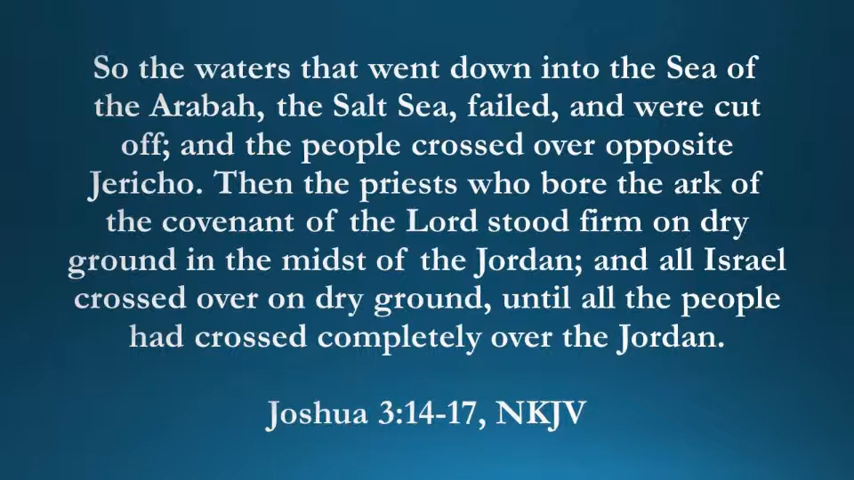 So the waters that went down into the Sea of
the Arabah, the Salt Sea, failed, and were cut
off; and the people crossed over opposite
Jericho. Then the priests who bore the ark of
the covenant of the Lord stood firm on dry
ground in the midst of the Jordan; and all Israel
crossed over on dry ground, until all the people
had crossed completely over the Jordan.
Joshua 3:14-17, NKJV